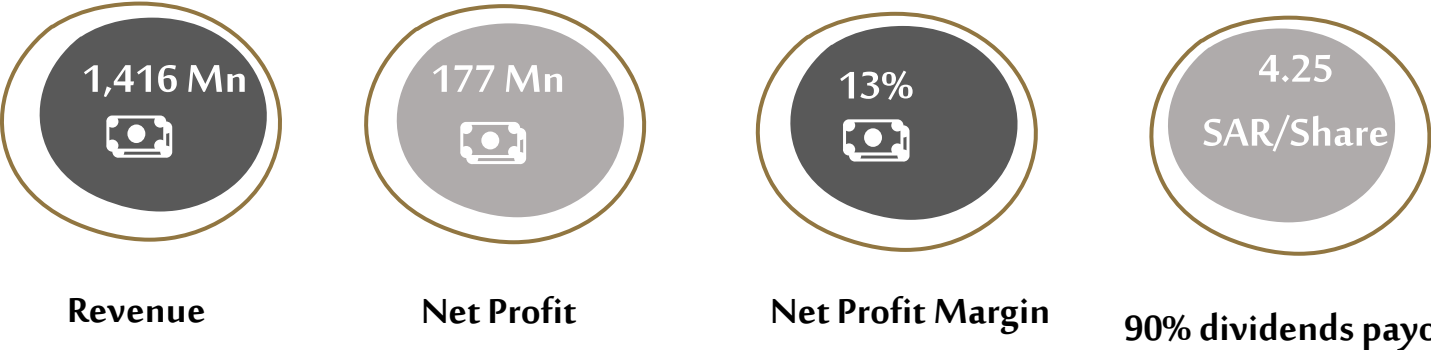 1,416 Mn
Revenue
177 Mn
Net Profit
13%
Net Profit Margin
4.25
SAR/Share
90% dividends